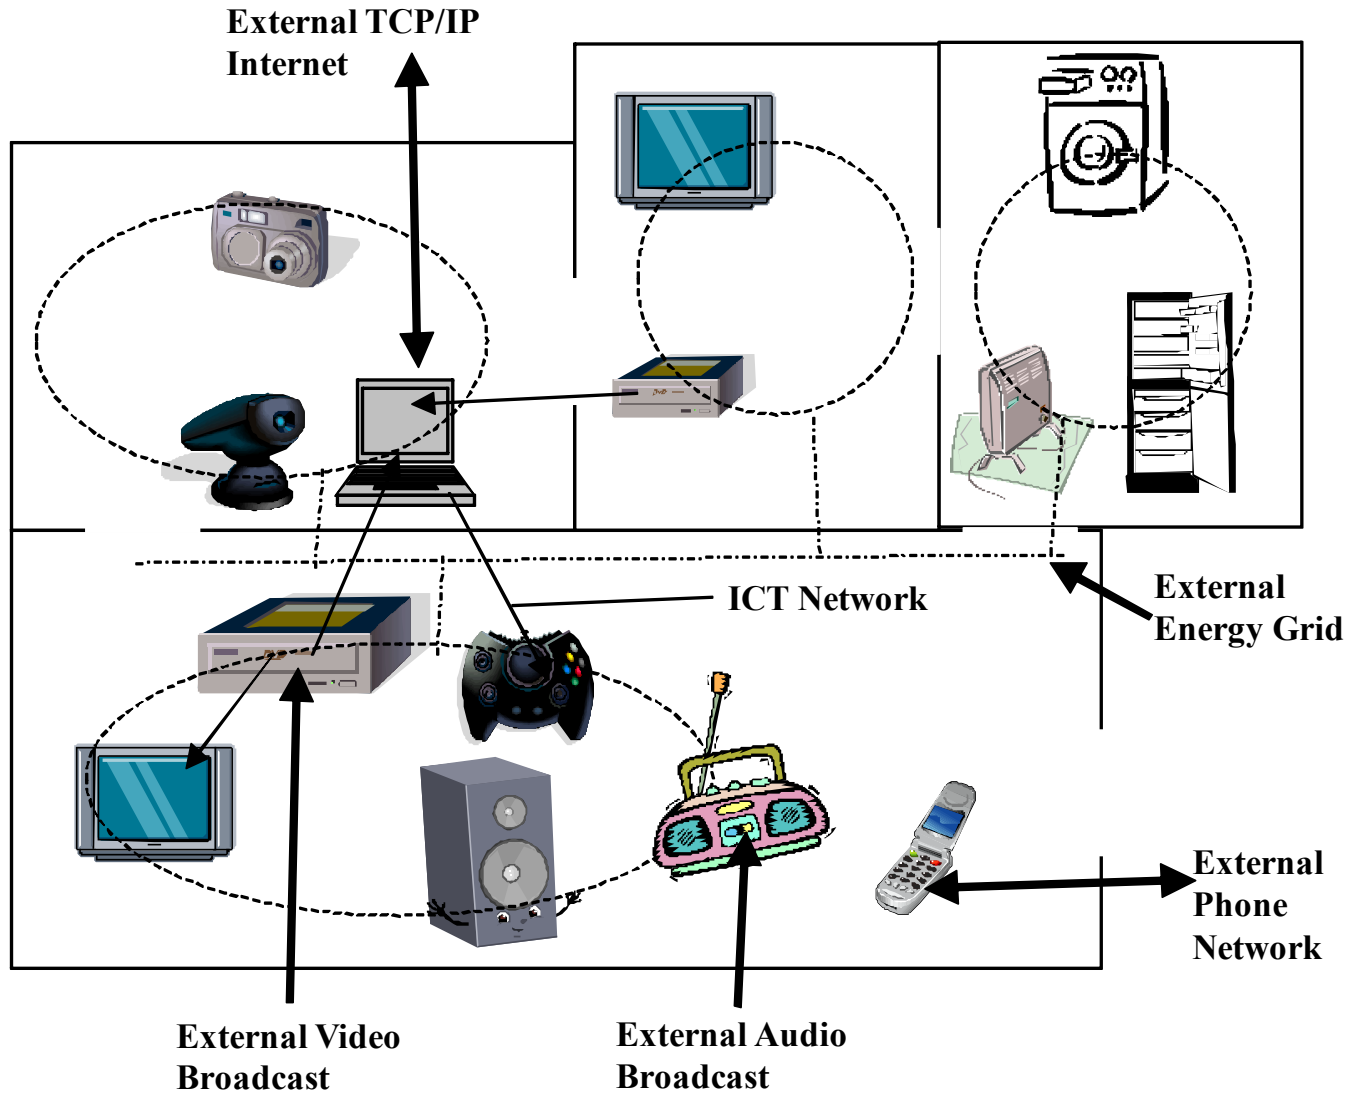 External TCP/IP
Internet
ICT Network
External
Energy Grid
External
Phone
Network
External Video
Broadcast
External Audio
Broadcast